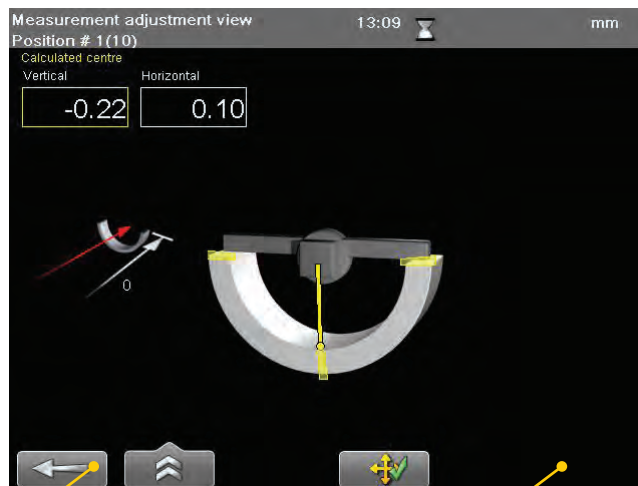 Measurement adjustment view 13:09 mm
Position # 1(10)
Calculated centre
Vertical Horizontal
-0.22 0.10
0